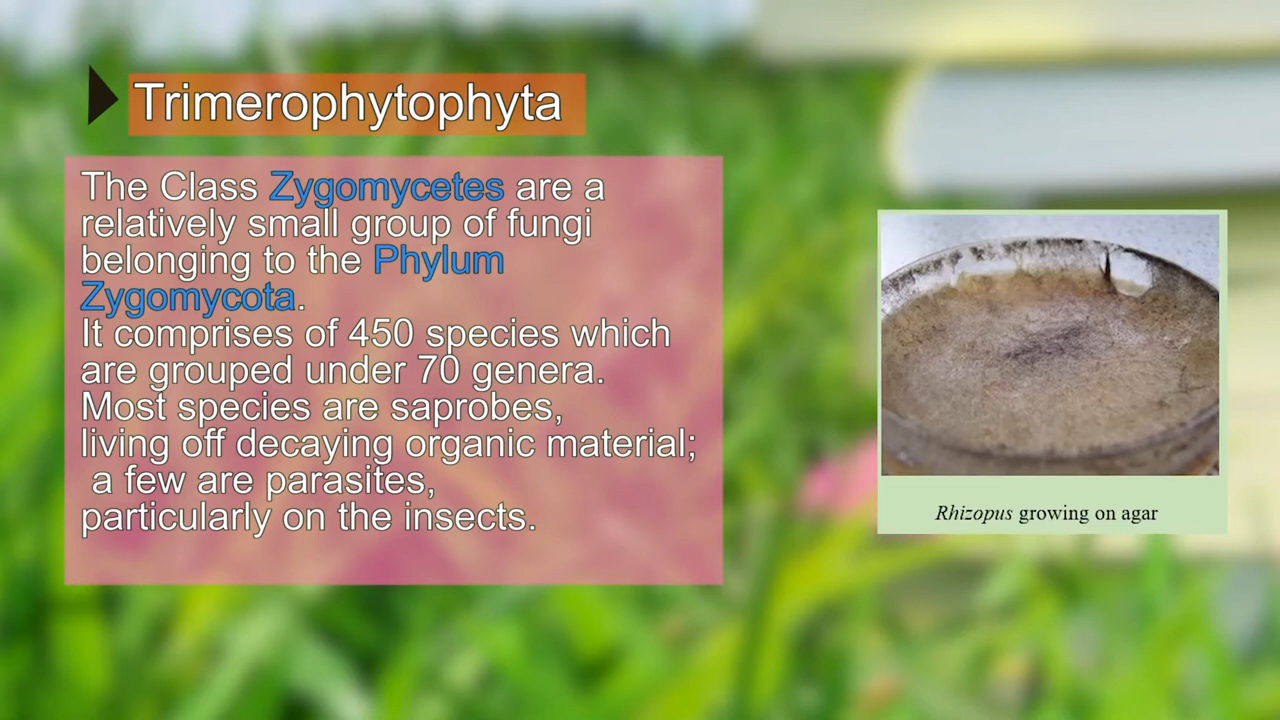 Trimerophytophyta
The Class Zygomycetes are a
relatively small group of fungi
belonging to the Phylum
Zygomycota.
It comprises of 450 species which
are grouped under 70 genera.
Most species are saprobes,
living off decaying organic material;
a few are parasites,
particularly on the insects.
Rhizopus growing on agar